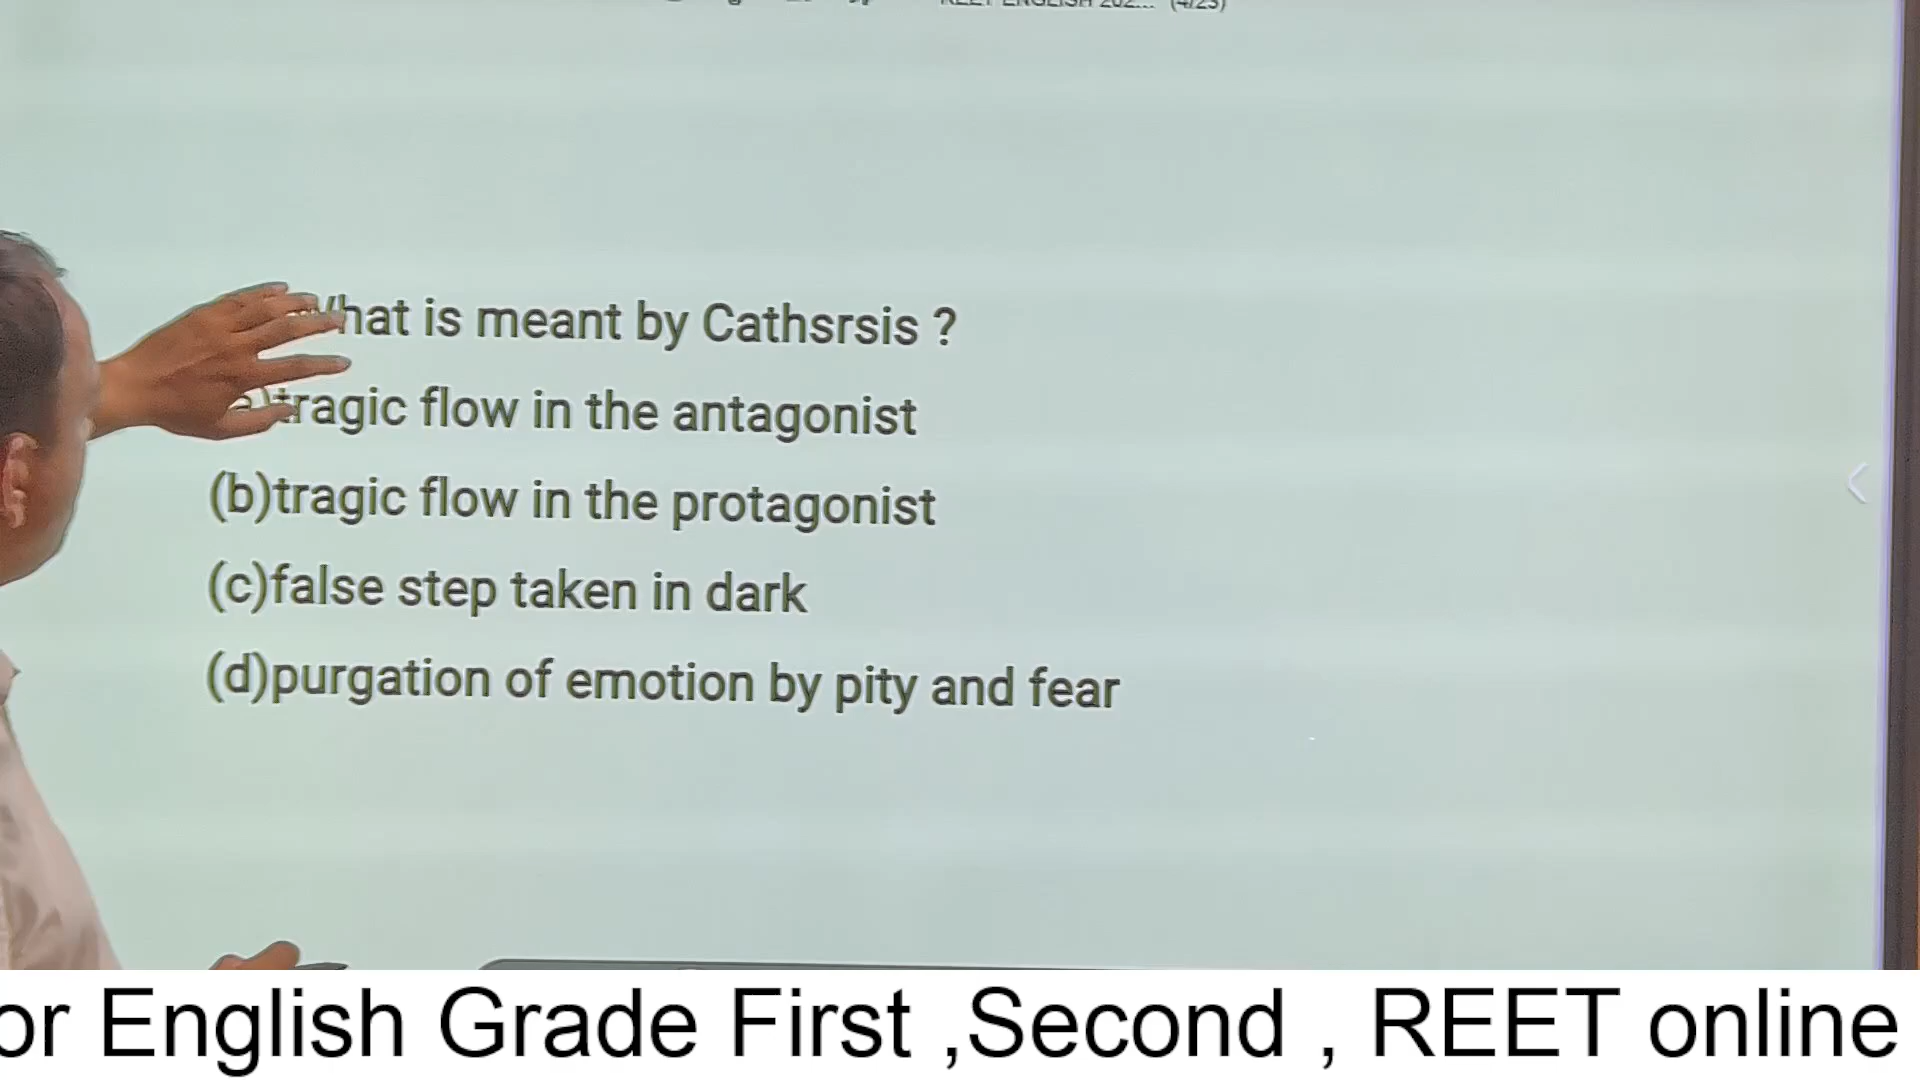 What is meant by Cathsrsis ?
tragic flow in the antagonist
(b)tragic flow in the protagonist
(c)false step taken in dark
(d)purgation of emotion by pity and fear
or English Grade First ,Second , REET online